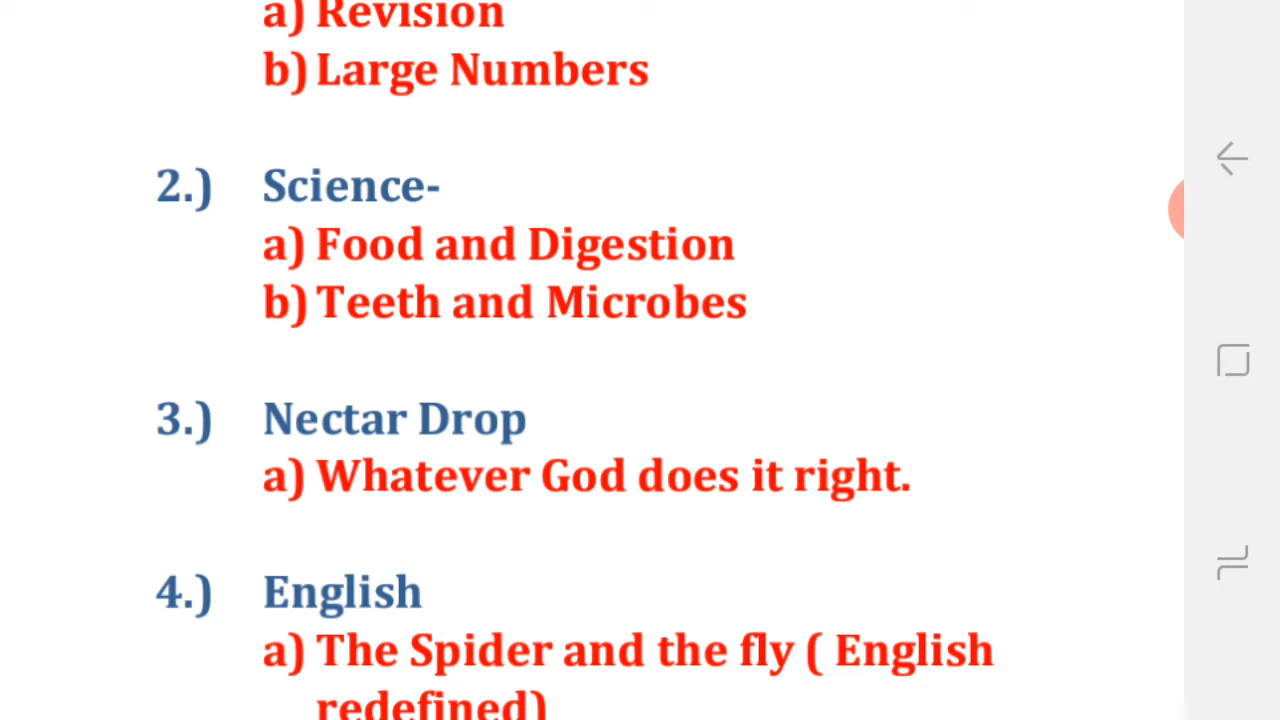 a) Revision
b) Large Numbers
2.) Science-
a) Food and Digestion
b) Teeth and Microbes
3.) Nectar Drop
a) Whatever God does it right.
4.) English
a) The Spider and the fly ( English
redefined)